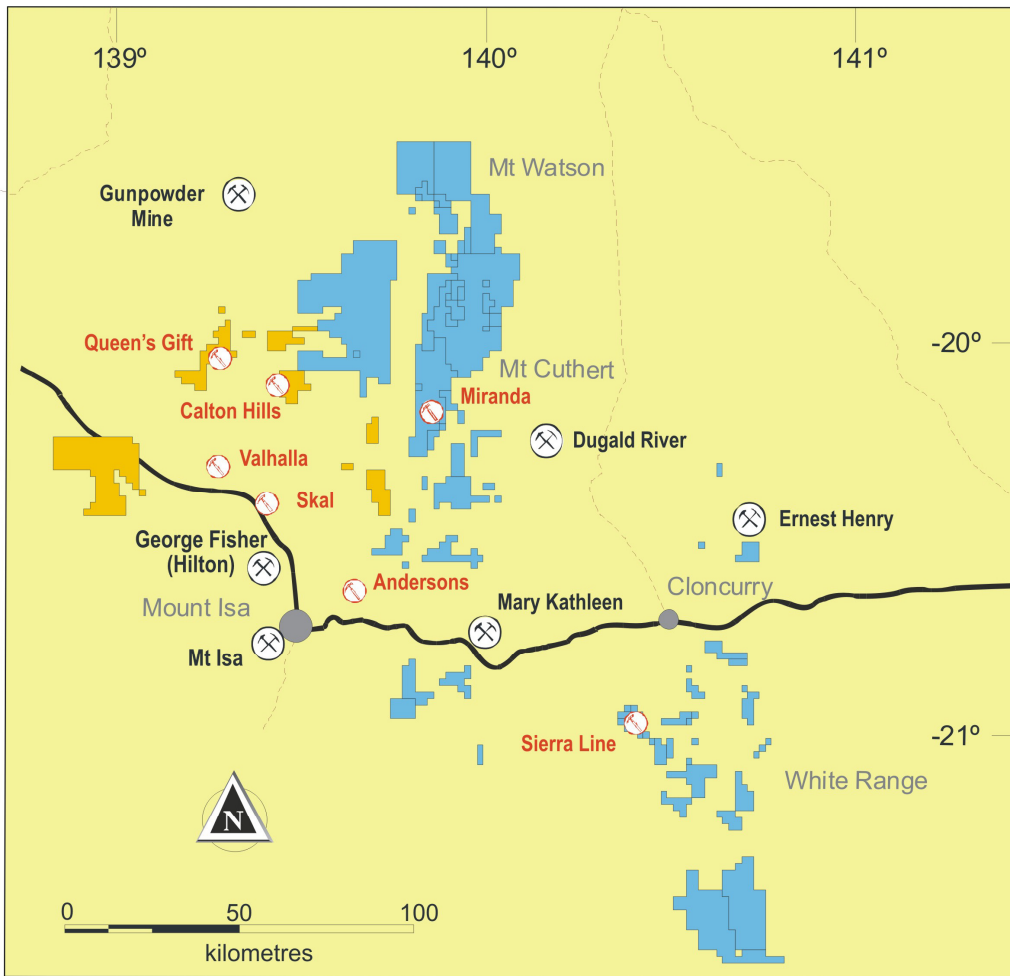 139º
140º
141º
Mt Watson
Gunpowder
Mine
Queen's Gift
-20º
Mt Cuthert
Calton Hills
Miranda
Dugald River
Valhalla
Skal
Ernest Henry
George Fisher
(Hilton)
Andersons
Cloncurry
Mount Isa
Mary Kathleen
Mt Isa
Sierra Line
-21º
White Range
N
0
50
100
kilometres